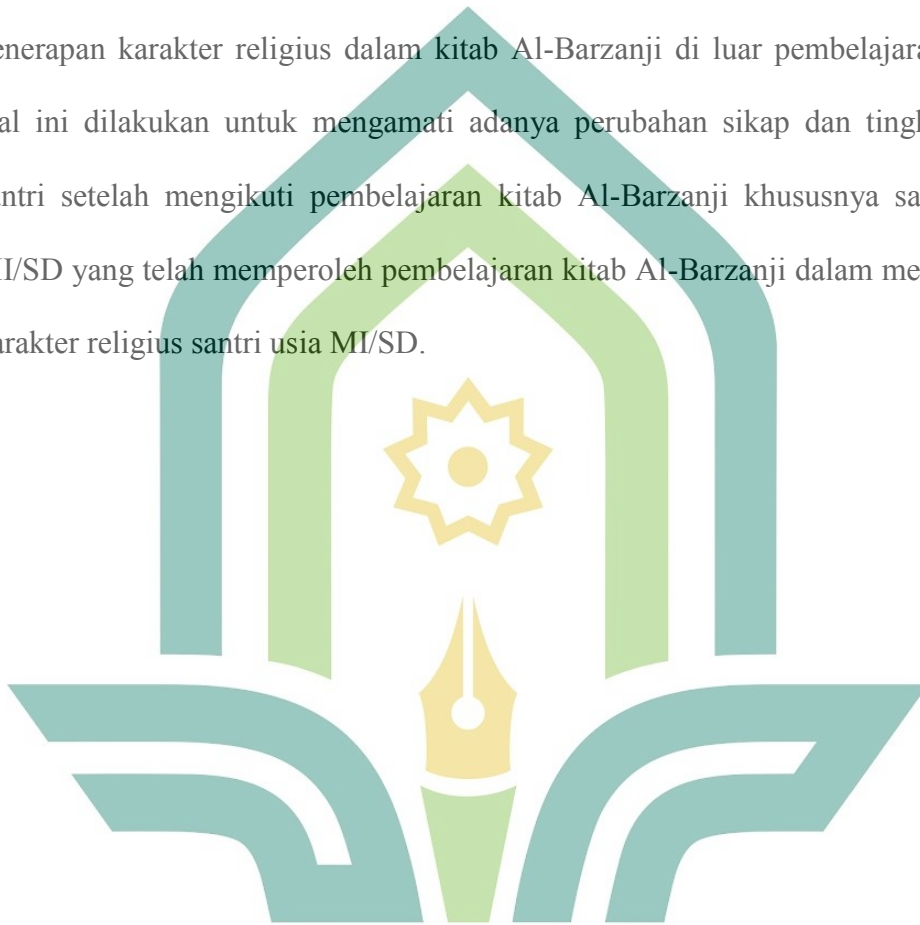 enerapan karakter religius dalam kitab Al-Barzanji di luar pembelajara
al ini dilakukan untuk mengamati adanya perubahan sikap dan tingl
ntri setelah mengikuti pembelajaran kitab Al-Barzanji khususnya sa
I/SD yang telah memperoleh pembelajaran kitab Al-Barzanji dalam me
arakter religius santri usia MI/SD.